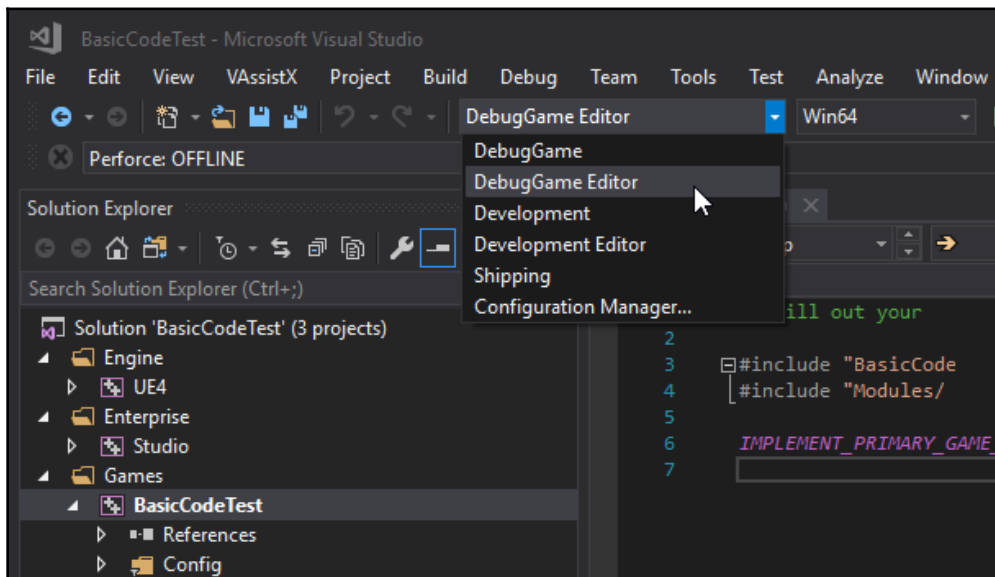 BasicCodeTest - Microsoft Visual Studio
File Edit View VAssistX Project Build Debug Team Tools Test Analyze Window
DebugGame Editor Win64
Perforce: OFFLINE
DebugGame
DebugGame Editor
Development
Development Editor
Shipping
Configuration Manager...
Solution Explorer
Search Solution Explorer (Ctrl+;)
Solution 'BasicCodeTest' (3 projects)
Engine
UE4
Enterprise
Studio
Games
BasicCodeTest
References
Config
ill out your
2
3 #include "BasicCode
4 #include "Modules/
5
6 IMPLEMENT_PRIMARY_GAME_
7